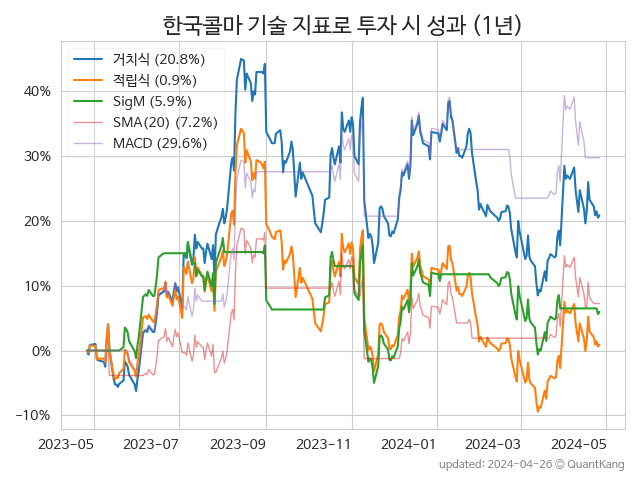 한국콜마 기술 지표로 투자 시 성과 (1년)
거치식 (20.8%)
적립식 (0.9%)
SigM (5.9%)
SMA(20) (7.2%)
MACD (29.6%)
40%
30%
20%
10%
0%
−10%
2023-05 2023-07 2023-09 2023-11 2024-01 2024-03 2024-05
updated: 2024-04-26 © QuantKang